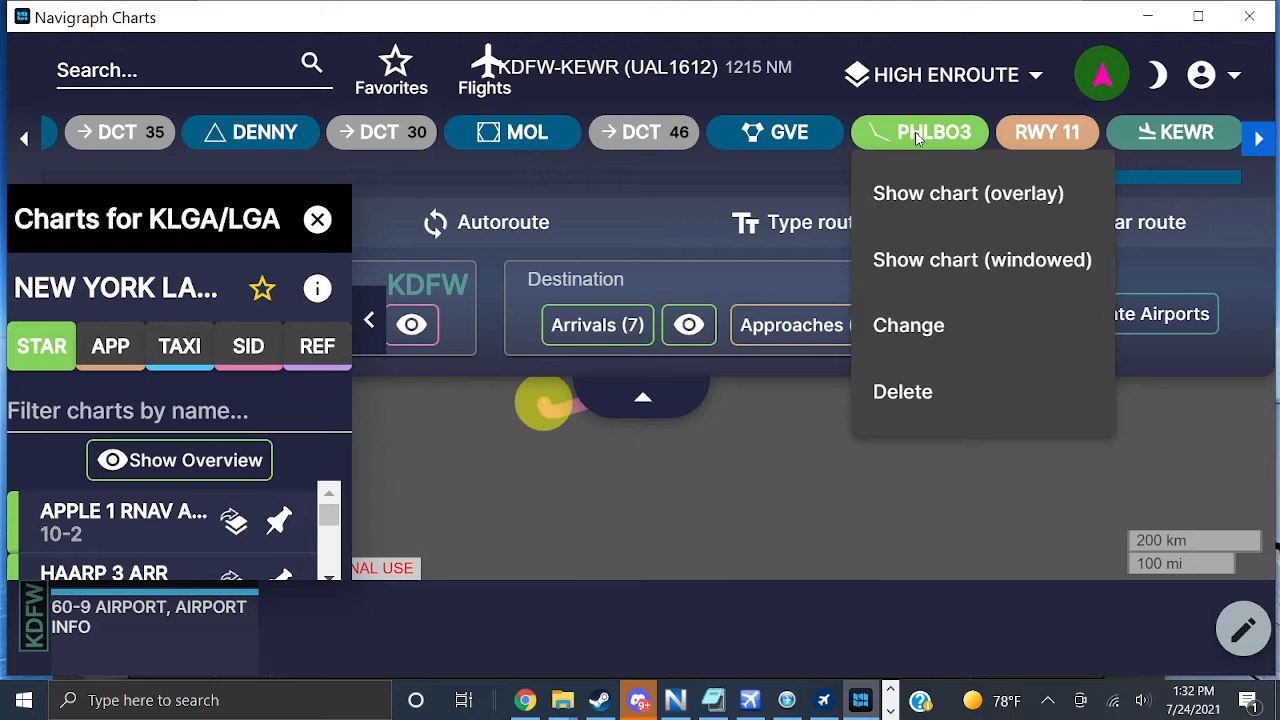 Navigraph Charts
Search...
Favorites
Flights
KDFW-KEWR (UAL1612) 1215 NM
HIGH ENROUTE
DCT 35
DENNY
DCT 30
MOL
DCT 46
GVE
PHLBO3
RWY 11
KEWR
Charts for KLGA/LGA
Autoroute
Type rou
ar route
Show chart (overlay)
Show chart (windowed)
Change
Delete
NEW YORK LA...
KDFW
Destination
Arrivals (7)
Approaches (
te Airports
STAR
APP
TAXI
SID
REF
Filter charts by name...
Show Overview
APPLE 1 RNAV A...
10-2
HAARP 3 ARR
NAL USE
200 km
100 mi
KDFW
60-9 AIRPORT, AIRPORT
INFO
Type here to search
9+
78°F
1:32 PM
7/24/2021
1